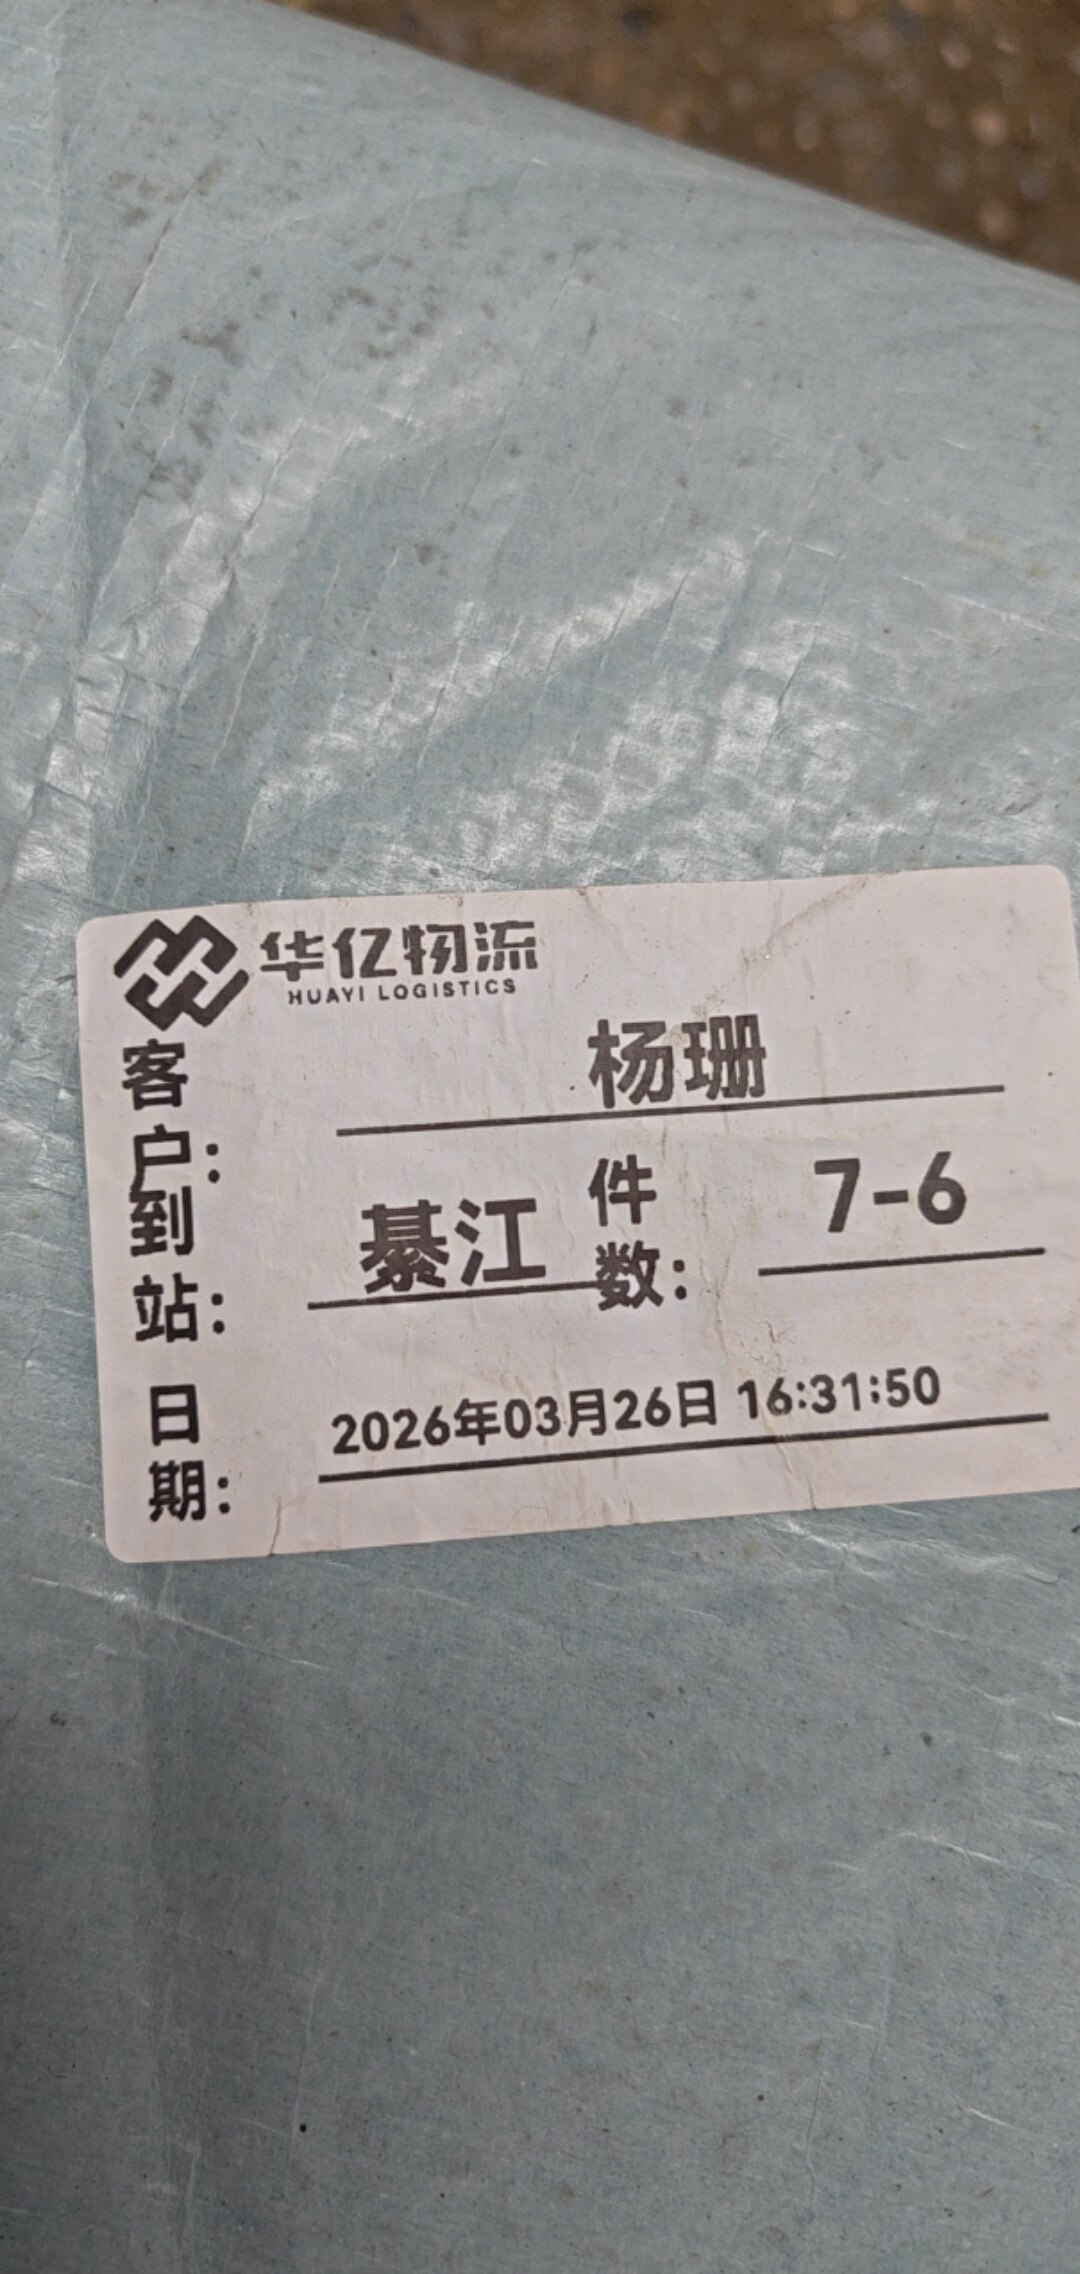 华亿物流
HUAYI LOGISTICS
客户: 杨珊
到站: 綦江 件数: 7-6
日期: 2026年03月26日 16:31:50